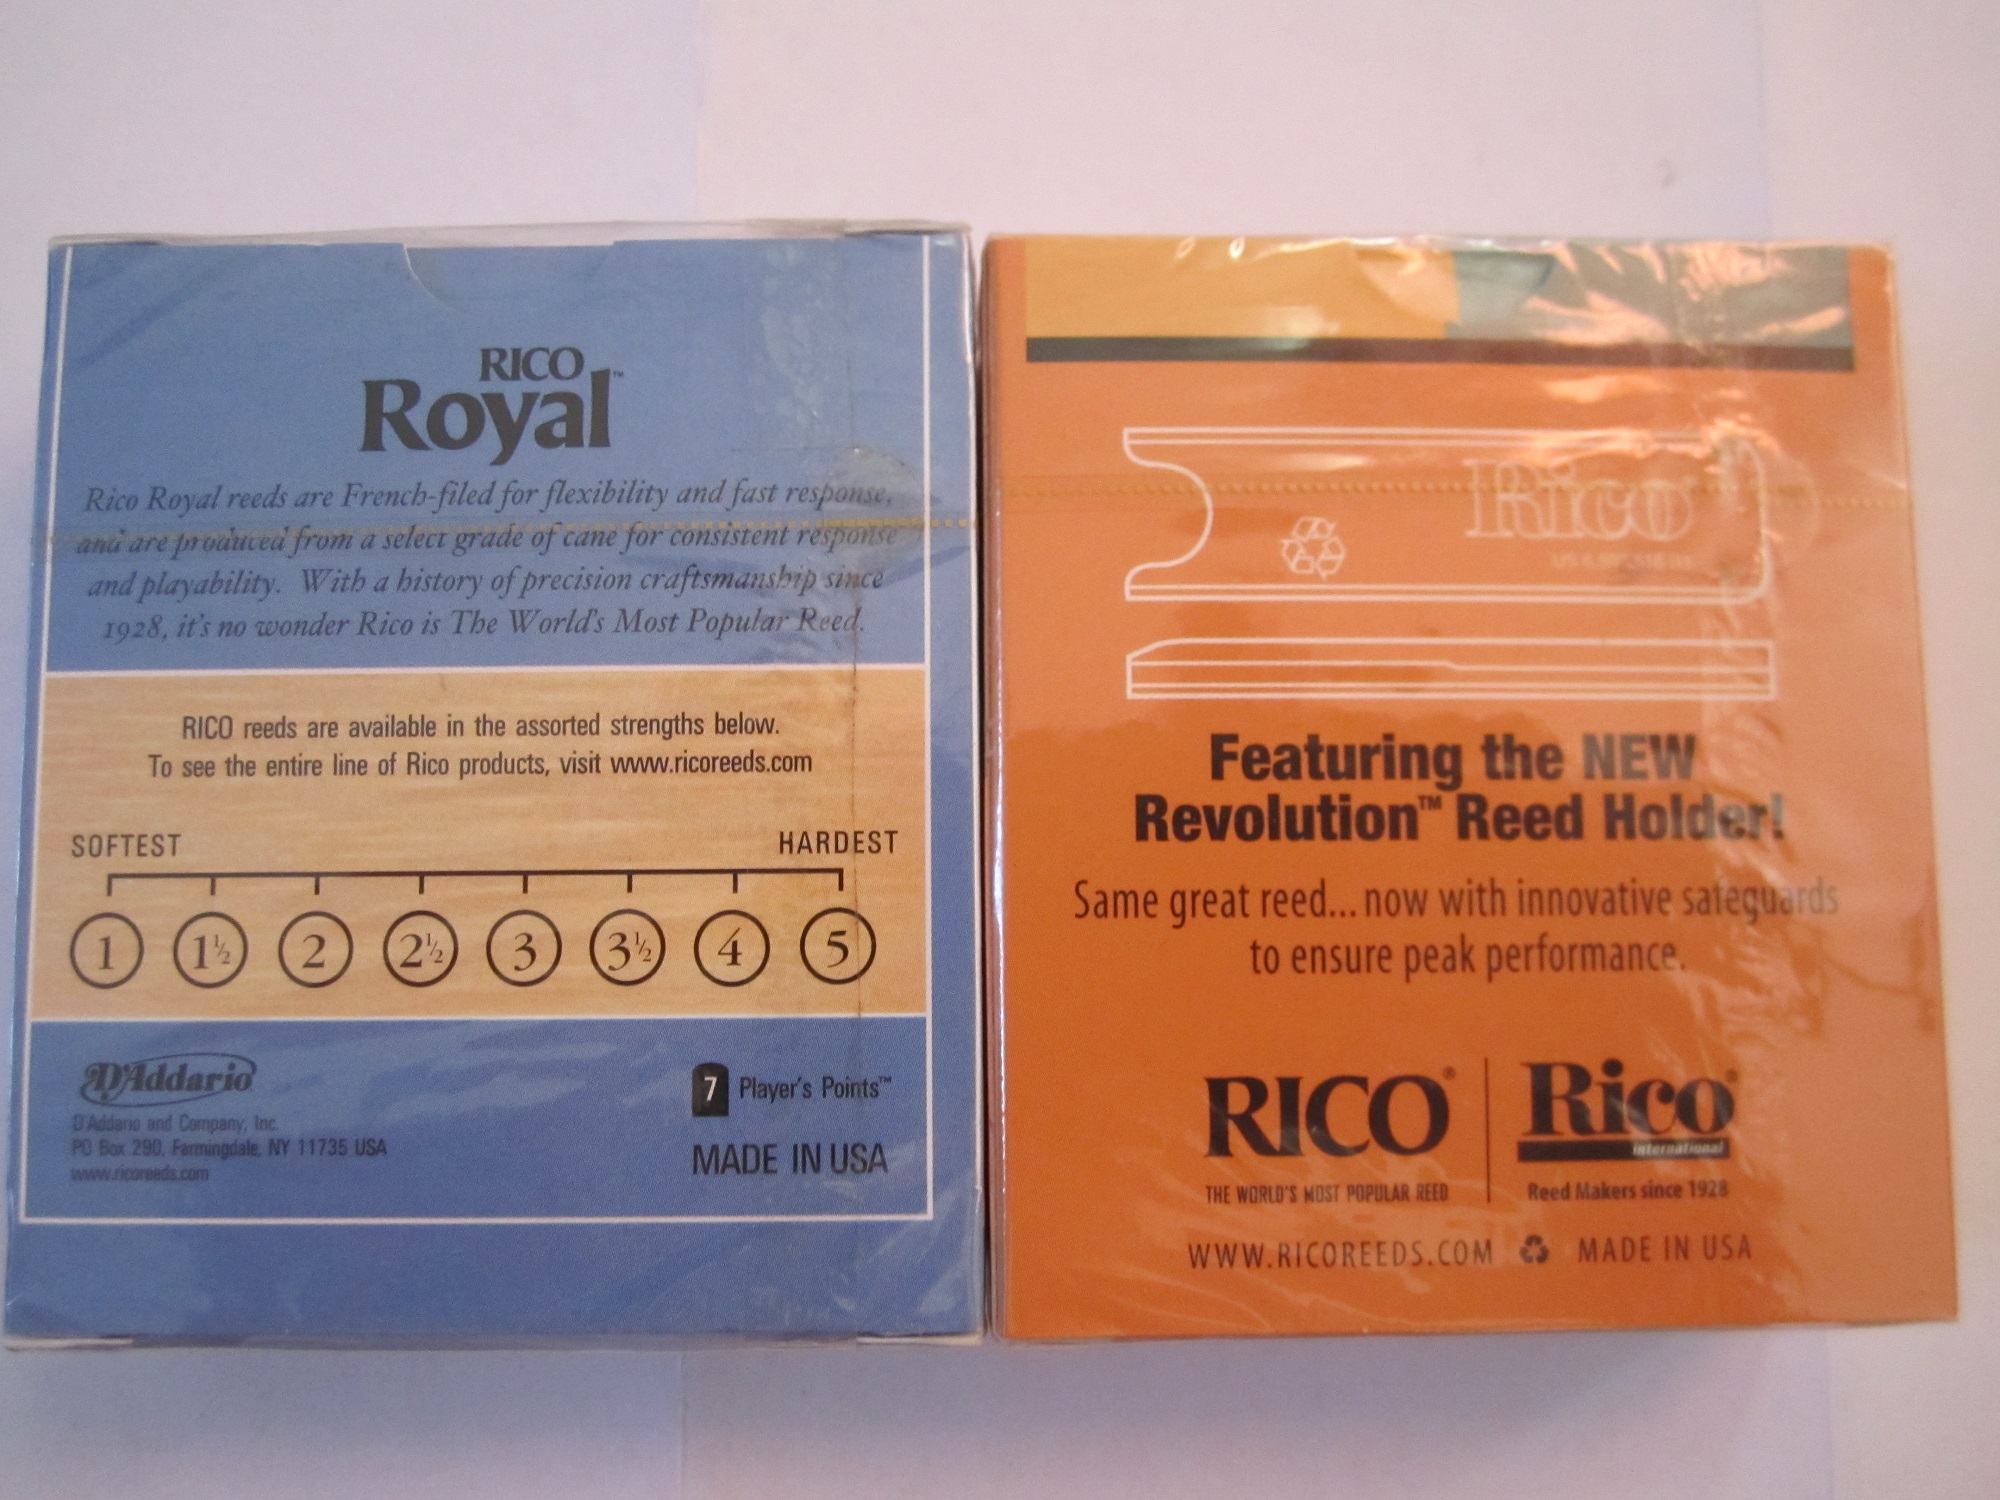 RICO
Royal™
Rico Royal reeds are French-filed for flexibility and fast response,
and are produced from a select grade of cane for consistent response
and playability. With a history of precision craftsmanship since
1928, it's no wonder Rico is The World's Most Popular Reed.
RICO reeds are available in the assorted strengths below.
To see the entire line of Rico products, visit www.ricoreeds.com
SOFTEST HARDEST
1 1½ 2 2½ 3 3½ 4 5
D'Addario
D'Addario and Company, Inc.
PO Box 290, Farmingdale, NY 11735 USA
www.ricoreeds.com
7 Player's Points™
MADE IN USA
Rico
Featuring the NEW
Revolution™ Reed Holder!
Same great reed... now with innovative safeguards
to ensure peak performance.
RICO®
THE WORLD'S MOST POPULAR REED
Rico®
international
Reed Makers since 1928
WWW.RICOREEDS.COM MADE IN USA